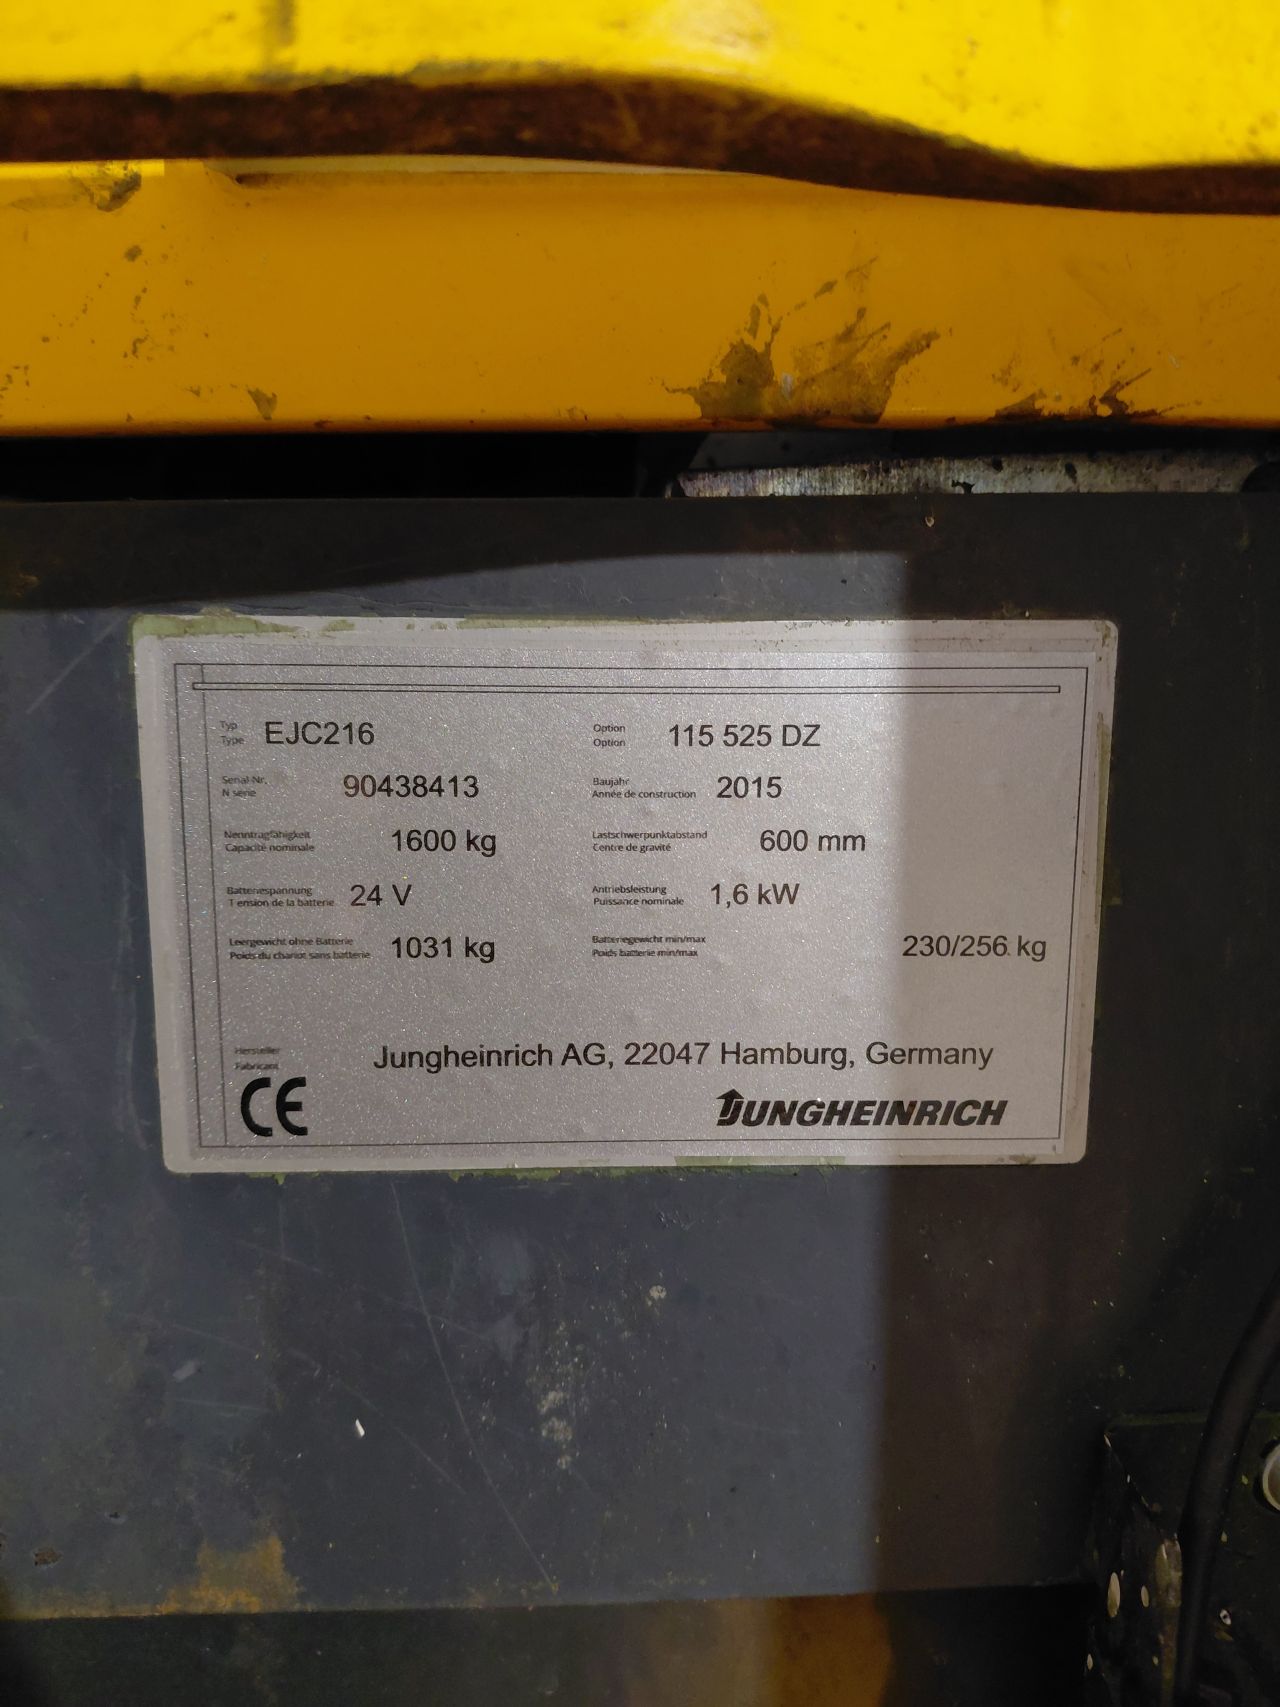 Typ EJC216 Option 115 525 DZ
Type Option
Serial-Nr. 90438413 Baujahr 2015
N serie Année de construction
Nenntragfähigkeit 1600 kg Lastschwerpunktabstand 600 mm
Capacité nominale Centre de gravité
Batteriespannung 24 V Antriebsleistung 1,6 kW
Tension de la batterie Puissance nominale
Leergewicht ohne Batterie 1031 kg Batteriegewicht min/max 230/256 kg
Poids du chariot sans batterie Poids batterie min/max
Hersteller Jungheinrich AG, 22047 Hamburg, Germany
Fabricant
CE JUNGHEINRICH